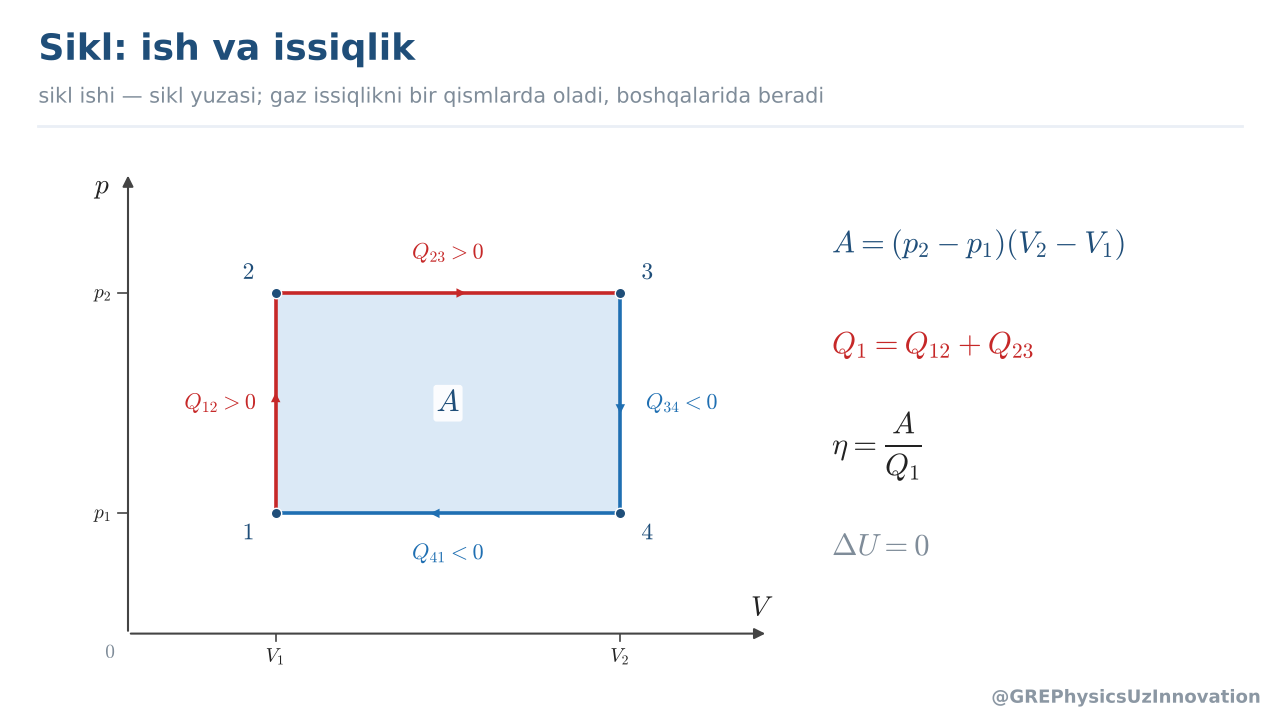 Sikl: ish va issiqlik
sikl ishi — sikl yuzasi; gaz issiqlikni bir qismlarda oladi, boshqalarida beradi
p
Q₂₃ > 0
2
3
p₂
A
Q₁₂ > 0
Q₃₄ < 0
p₁
1
4
Q₄₁ < 0
V
0
V₁
V₂
A = (p₂ − p₁)(V₂ − V₁)
Q₁ = Q₁₂ + Q₂₃
η = A / Q₁
ΔU = 0
@GREPhysicsUzInnovation